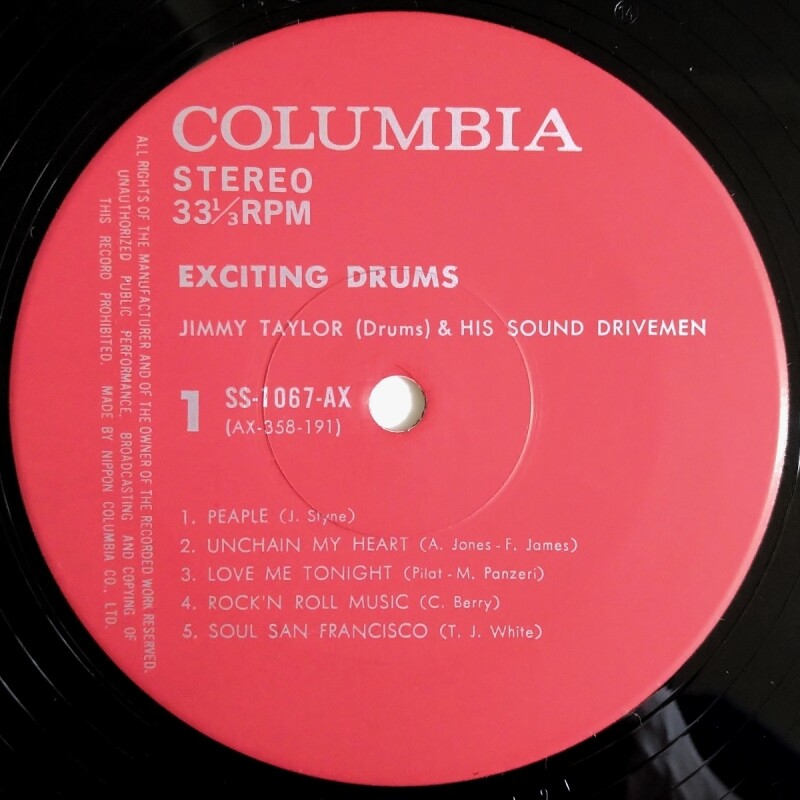 COLUMBIA
STEREO
33⅓RPM
EXCITING DRUMS
JIMMY TAYLOR (Drums) & HIS SOUND DRIVEMEN
1 SS-1067-AX
(AX-358-191)
1. PEAPLE (J. Styne)
2. UNCHAIN MY HEART (A. Jones - F. James)
3. LOVE ME TONIGHT (Pilat - M. Panzeri)
4. ROCK'N ROLL MUSIC (C. Berry)
5. SOUL SAN FRANCISCO (T. J. White)
ALL RIGHTS OF THE MANUFACTURER AND OF THE OWNER OF THE RECORDED WORK RESERVED.
UNAUTHORIZED PUBLIC PERFORMANCE, BROADCASTING AND COPYING OF
THIS RECORD PROHIBITED. MADE BY NIPPON COLUMBIA CO., LTD.